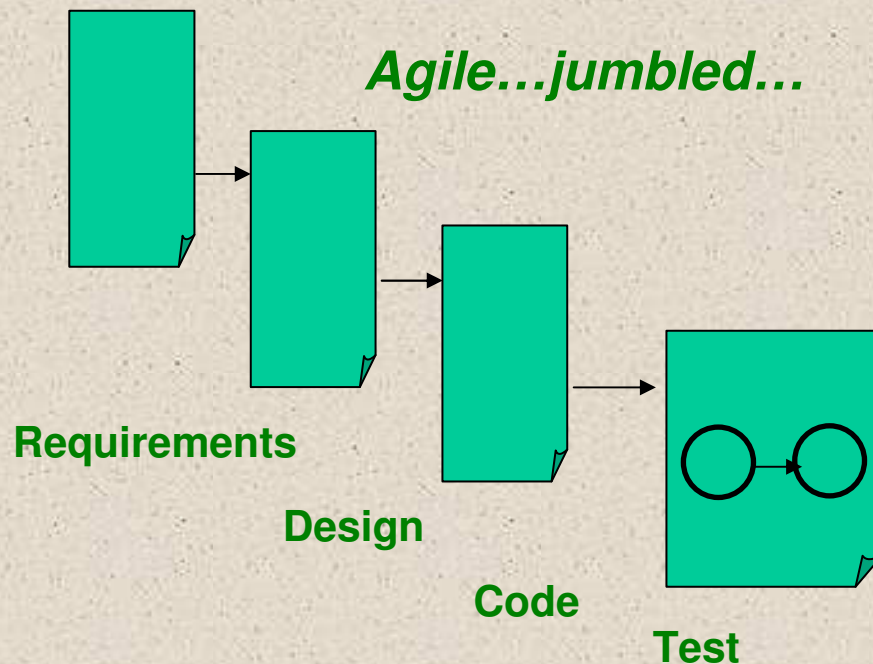 Agile…jumbled…
Requirements
Design
Code
Test